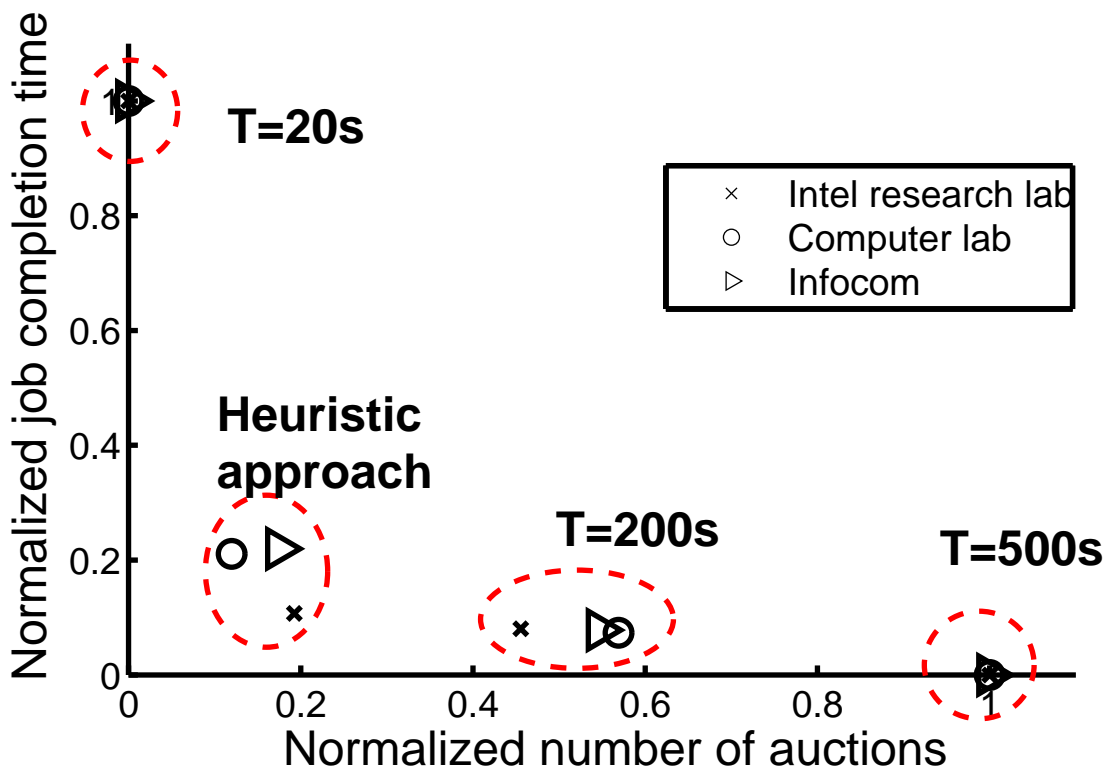 Normalized job completion time
1
0.8
0.6
0.4
0.2
0
T=20s
Intel research lab
Computer lab
Infocom
Heuristic
approach
T=200s
T=500s
0
0.2
0.4
0.6
0.8
1
Normalized number of auctions